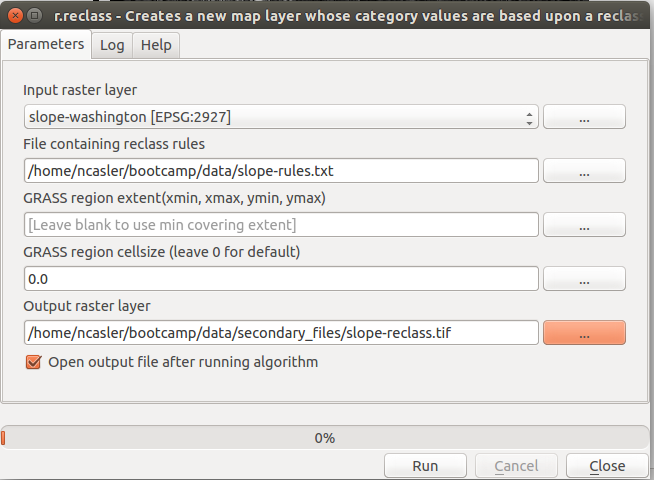 r.reclass - Creates a new map layer whose category values are based upon a reclas
Parameters Log Help
Input raster layer
slope-washington [EPSG:2927] ...
File containing reclass rules
/home/ncasler/bootcamp/data/slope-rules.txt ...
GRASS region extent(xmin, xmax, ymin, ymax)
[Leave blank to use min covering extent] ...
GRASS region cellsize (leave 0 for default)
0.0 ...
Output raster layer
/home/ncasler/bootcamp/data/secondary_files/slope-reclass.tif ...
Open output file after running algorithm
0%
Run Cancel Close